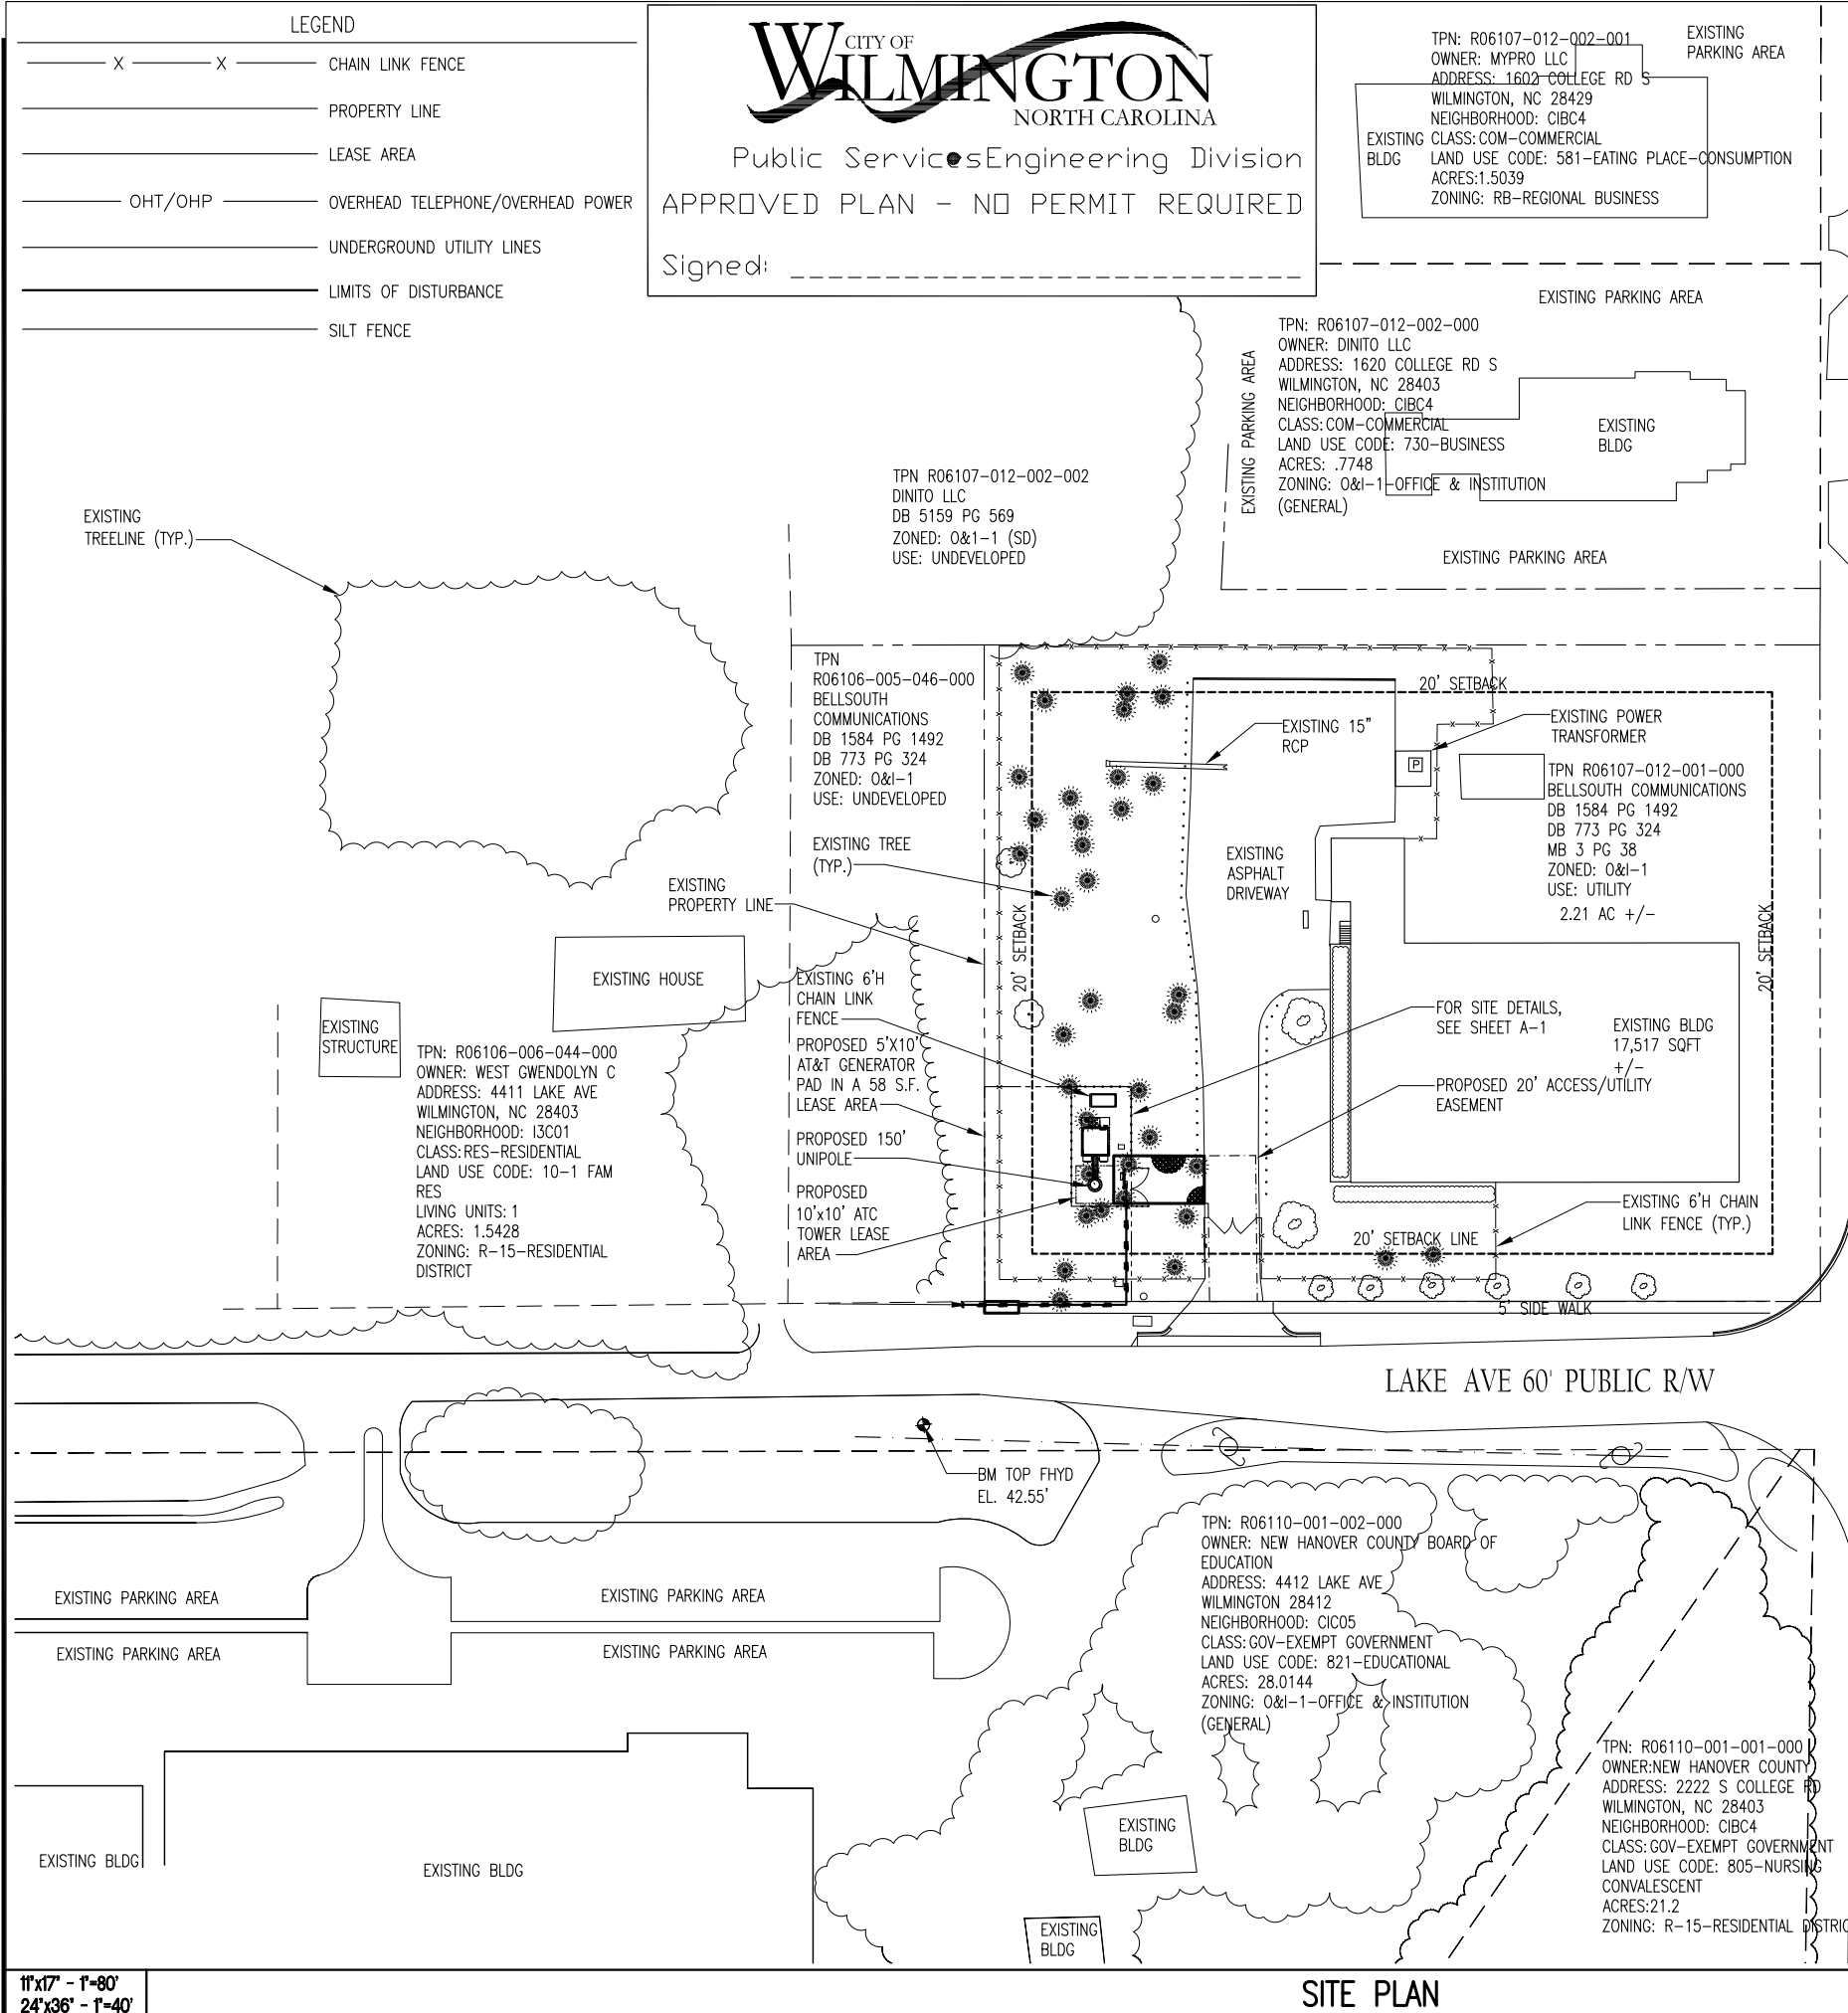 LEGEND
X X CHAIN LINK FENCE
PROPERTY LINE
LEASE AREA
OHT/OHP OVERHEAD TELEPHONE/OVERHEAD POWER
UNDERGROUND UTILITY LINES
LIMITS OF DISTURBANCE
SILT FENCE
CITY OF
WILMINGTON
NORTH CAROLINA
Public Services Engineering Division
APPROVED PLAN - NO PERMIT REQUIRED
Signed:
TPN: R06107-012-002-001
OWNER: MYPRO LLC
ADDRESS: 1602 COLLEGE RD S
WILMINGTON, NC 28429
NEIGHBORHOOD: CIBC4
CLASS:COM-COMMERCIAL
LAND USE CODE: 581-EATING PLACE-CONSUMPTION
ACRES:1.5039
ZONING: RB-REGIONAL BUSINESS
EXISTING
PARKING AREA
EXISTING
BLDG
EXISTING PARKING AREA
EXISTING PARKING AREA
TPN: R06107-012-002-000
OWNER: DINITO LLC
ADDRESS: 1620 COLLEGE RD S
WILMINGTON, NC 28403
NEIGHBORHOOD: CIBC4
CLASS:COM-COMMERCIAL
LAND USE CODE: 730-BUSINESS
ACRES: .7748
ZONING: O&I-1-OFFICE & INSTITUTION
(GENERAL)
EXISTING
BLDG
EXISTING PARKING AREA
TPN R06107-012-002-002
DINITO LLC
DB 5159 PG 569
ZONED: O&1-1 (SD)
USE: UNDEVELOPED
EXISTING
TREELINE (TYP.)
TPN
R06106-005-046-000
BELLSOUTH
COMMUNICATIONS
DB 1584 PG 1492
DB 773 PG 324
ZONED: O&I-1
USE: UNDEVELOPED
20' SETBACK
EXISTING 15"
RCP
EXISTING POWER
TRANSFORMER
P
TPN R06107-012-001-000
BELLSOUTH COMMUNICATIONS
DB 1584 PG 1492
DB 773 PG 324
MB 3 PG 38
ZONED: O&I-1
USE: UTILITY
2.21 AC +/-
EXISTING TREE
(TYP.)
EXISTING
ASPHALT
DRIVEWAY
EXISTING
PROPERTY LINE
20' SETBACK
20' SETBACK
EXISTING HOUSE
EXISTING
STRUCTURE
EXISTING 6'H
CHAIN LINK
FENCE
PROPOSED 5'X10'
AT&T GENERATOR
PAD IN A 58 S.F.
LEASE AREA
PROPOSED 150'
UNIPOLE
PROPOSED
10'x10' ATC
TOWER LEASE
AREA
FOR SITE DETAILS,
SEE SHEET A-1
EXISTING BLDG
17,517 SQFT
+/-
PROPOSED 20' ACCESS/UTILITY
EASEMENT
EXISTING 6'H CHAIN
LINK FENCE (TYP.)
20' SETBACK LINE
5' SIDE WALK
TPN: R06106-006-044-000
OWNER: WEST GWENDOLYN C
ADDRESS: 4411 LAKE AVE
WILMINGTON, NC 28403
NEIGHBORHOOD: I3C01
CLASS:RES-RESIDENTIAL
LAND USE CODE: 10-1 FAM
RES
LIVING UNITS: 1
ACRES: 1.5428
ZONING: R-15-RESIDENTIAL
DISTRICT
LAKE AVE 60' PUBLIC R/W
BM TOP FHYD
EL. 42.55'
TPN: R06110-001-002-000
OWNER: NEW HANOVER COUNTY BOARD OF
EDUCATION
ADDRESS: 4412 LAKE AVE
WILMINGTON 28412
NEIGHBORHOOD: CIC05
CLASS:GOV-EXEMPT GOVERNMENT
LAND USE CODE: 821-EDUCATIONAL
ACRES: 28.0144
ZONING: O&I-1-OFFICE & INSTITUTION
(GENERAL)
EXISTING PARKING AREA
EXISTING PARKING AREA
EXISTING PARKING AREA
EXISTING PARKING AREA
TPN: R06110-001-001-000
OWNER:NEW HANOVER COUNTY
ADDRESS: 2222 S COLLEGE RD
WILMINGTON, NC 28403
NEIGHBORHOOD: CIBC4
CLASS:GOV-EXEMPT GOVERNMENT
LAND USE CODE: 805-NURSING
CONVALESCENT
ACRES:21.2
ZONING: R-15-RESIDENTIAL DISTRIC
EXISTING
BLDG
EXISTING BLDG
EXISTING BLDG
EXISTING
BLDG
11"x17" - 1"=80'
24"x36" - 1"=40'
SITE PLAN